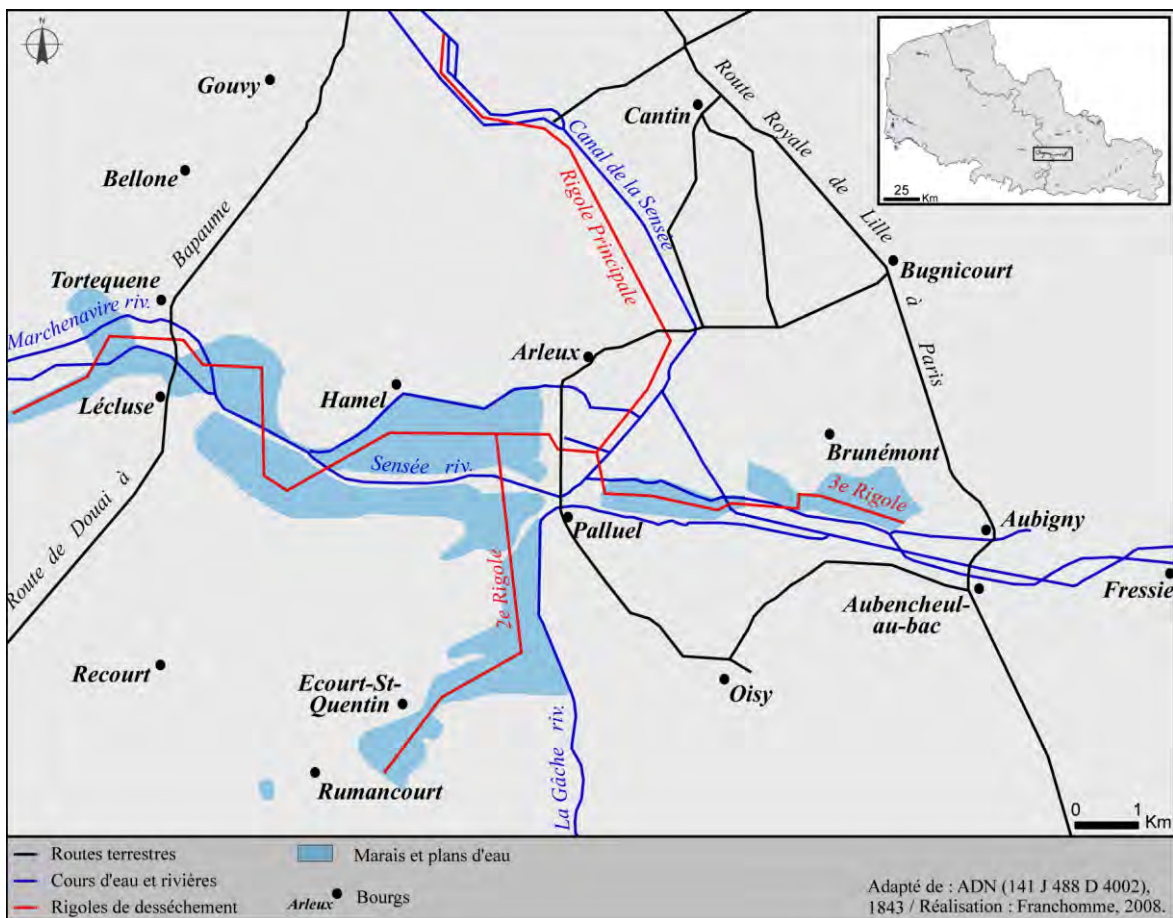 N
Gouvy
Bellone
Bapaume
Tortequene
Marchenavire riv.
Lécluse
Route de Douai à
Recourt
Hamel
Sensée riv.
Arleux
Rigole Principale
Canal de la Sensée
Cantin
Route Royale de Lille à Paris
Bugnicourt
Brunémont
3e Rigole
Aubigny
Fressie
Aubencheul-
au-bac
Palluel
2e Rigole
Oisy
Ecourt-St-
Quentin
Rumancourt
La Gâche riv.
25 Km
0 1
Km
Routes terrestres
Cours d'eau et rivières
Rigoles de desséchement
Marais et plans d'eau
Arleux Bourgs
Adapté de : ADN (141 J 488 D 4002),
1843 / Réalisation : Franchomme, 2008.